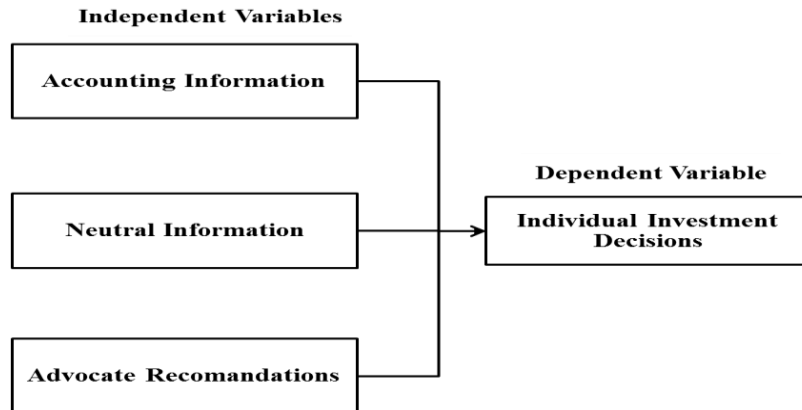 Independent Variables
Accounting Information
Neutral Information
Advocate Recomandations
Dependent Variable
Individual Investment
Decisions